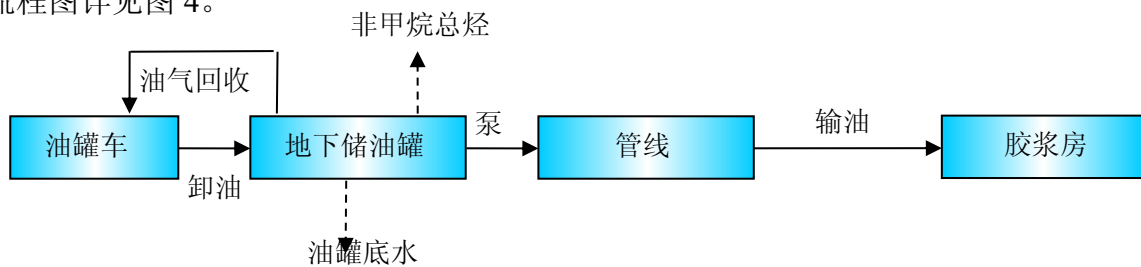 流程图详见图 4。
非甲烷总烃
油气回收
油罐车
地下储油罐
泵
管线
输油
胶浆房
卸油
油罐底水